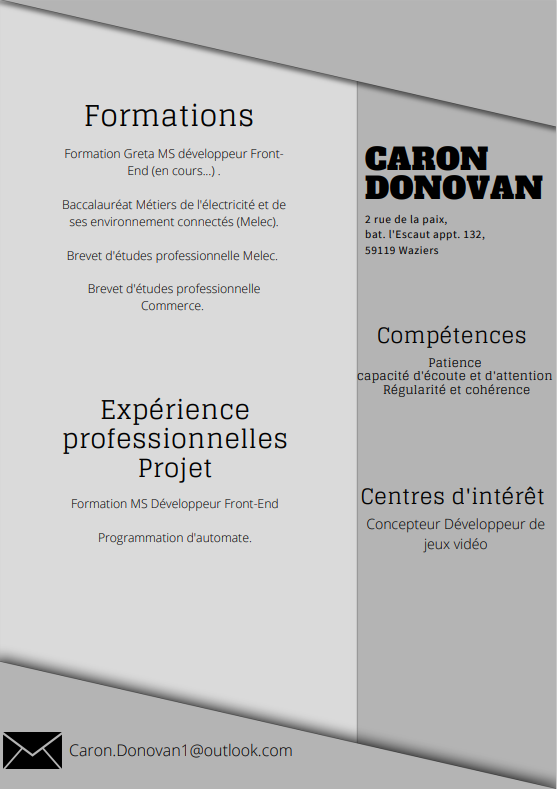 Formations
Formation Greta MS développeur Front-
End (en cours...) .
Baccalauréat Métiers de l'électricité et de
ses environnement connectés (Melec).
Brevet d'études professionnelle Melec.
Brevet d'études professionnelle
Commerce.
Expérience
professionnelles
Projet
Formation MS Développeur Front-End
Programmation d'automate.
CARON
DONOVAN
2 rue de la paix,
bat. l'Escaut appt. 132,
59119 Waziers
Compétences
Patience
capacité d'écoute et d'attention
Régularité et cohérence
Centres d'intérêt
Concepteur Développeur de
jeux vidéo
Caron.Donovan1@outlook.com